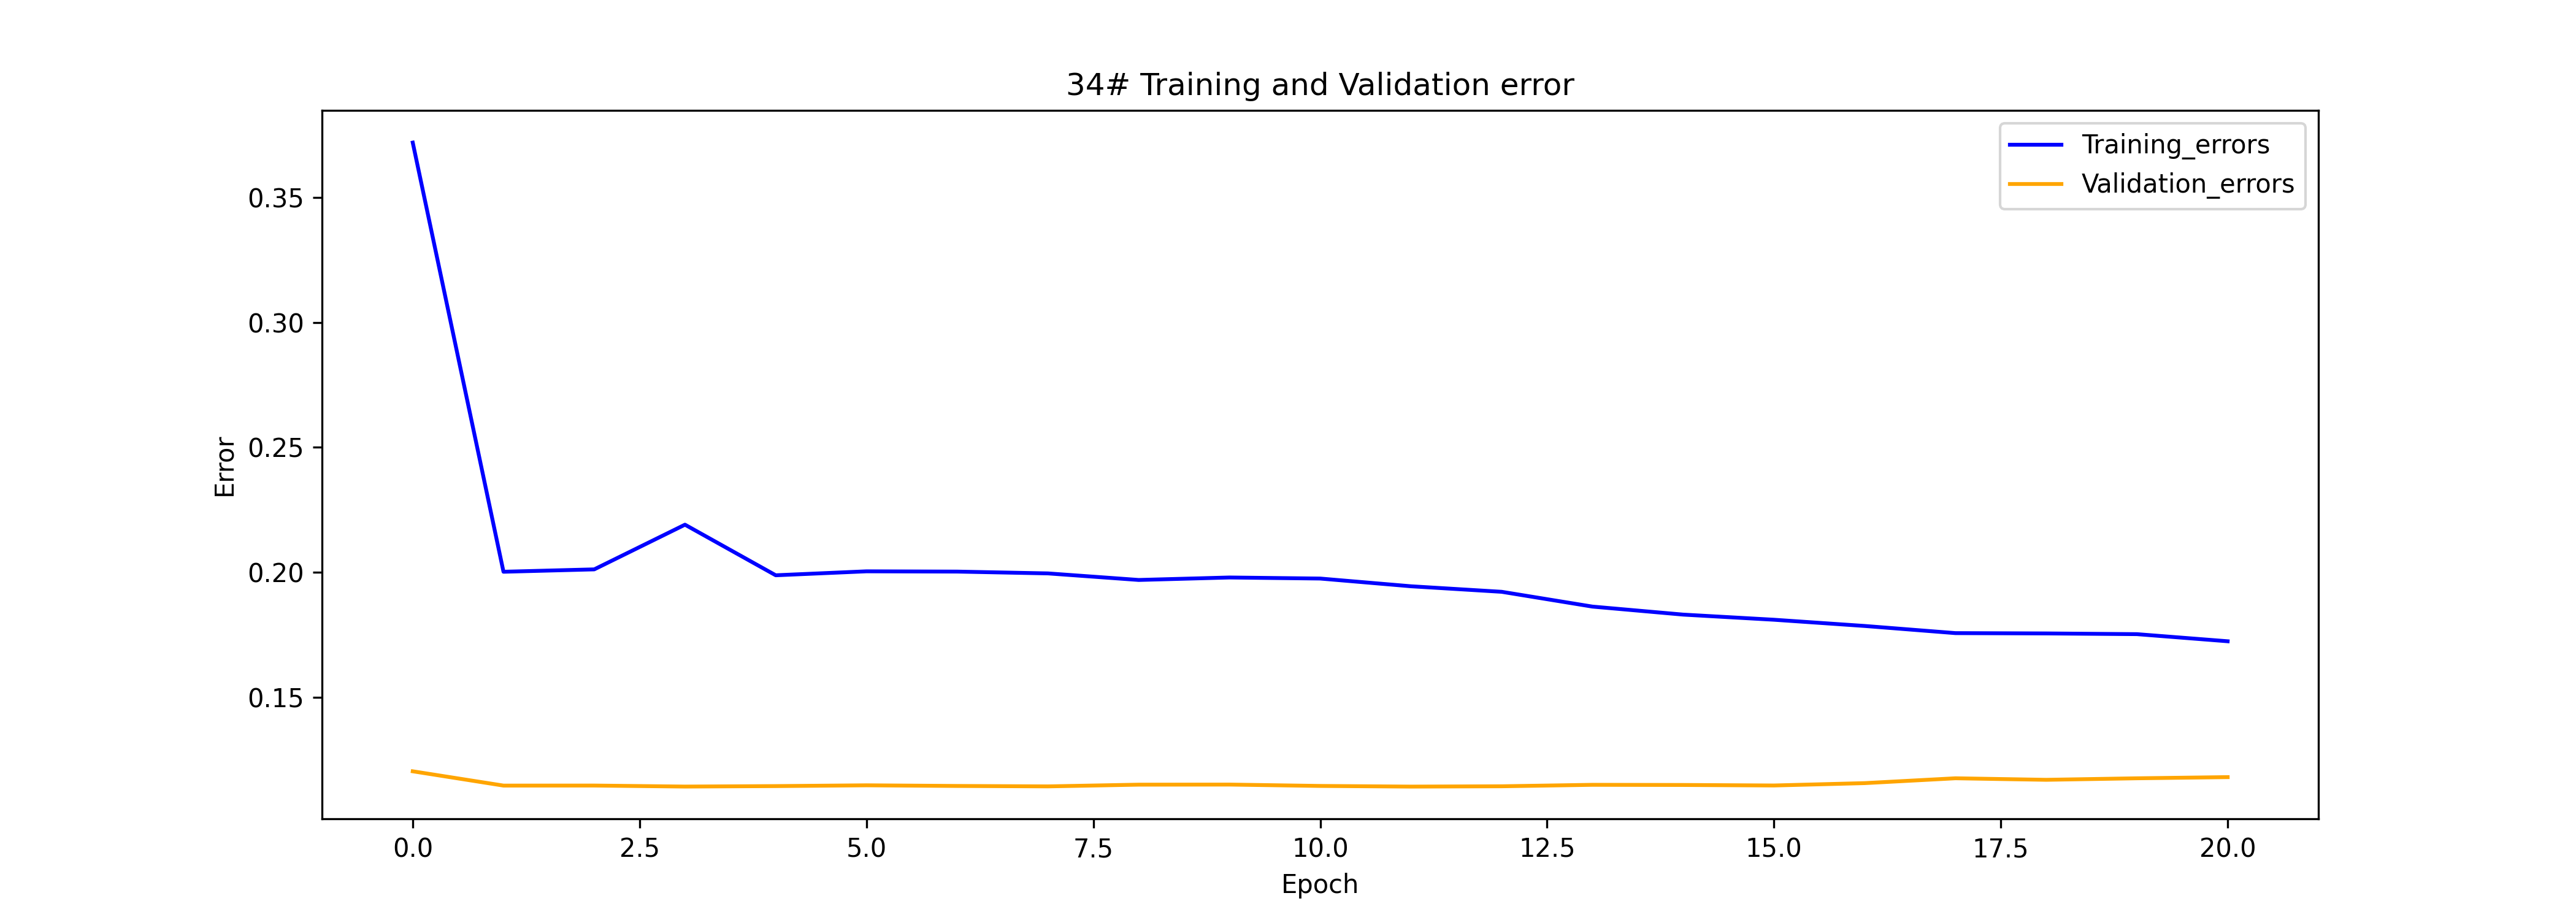 34# Training and Validation error
Training_errors
Validation_errors
Error
0.35
0.30
0.25
0.20
0.15
0.0 2.5 5.0 7.5 10.0 12.5 15.0 17.5 20.0
Epoch